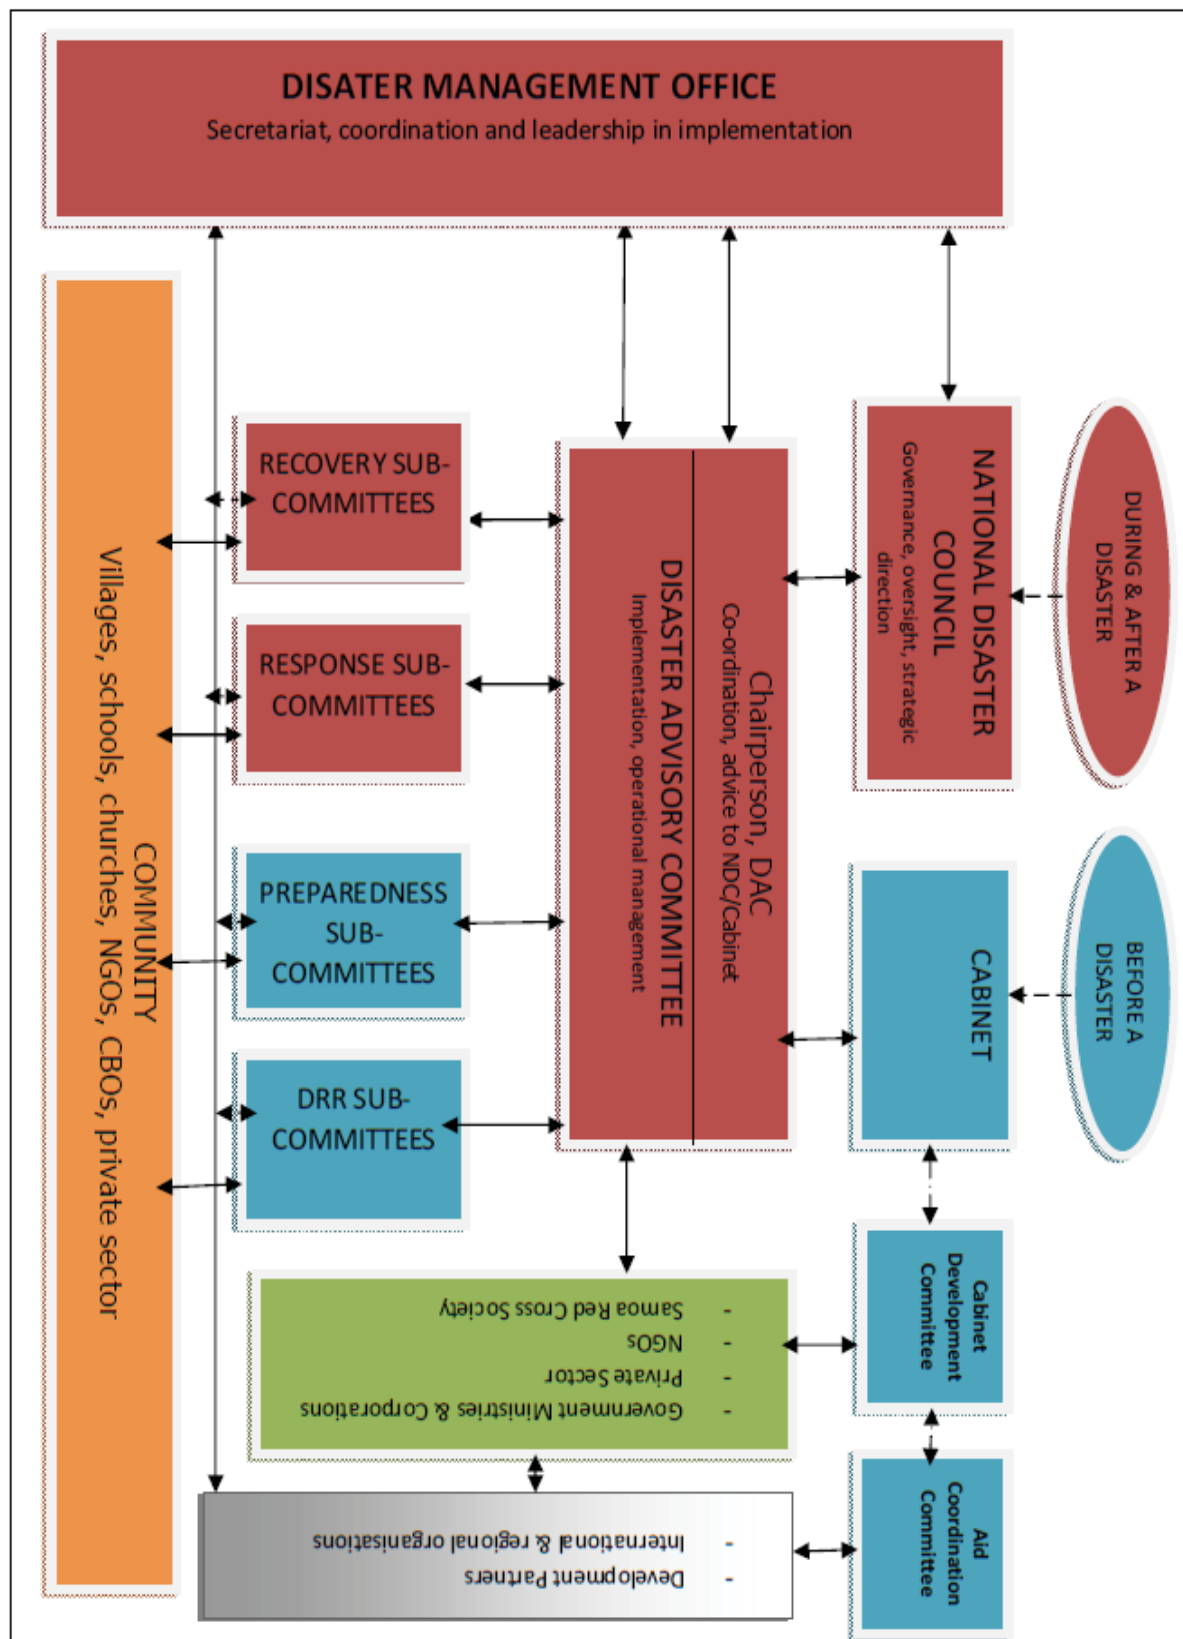 DISATER MANAGEMENT OFFICE
Secretariat, coordination and leadership in implementation
DURING & AFTER A
DISASTER
BEFORE A
DISASTER
NATIONAL DISASTER
COUNCIL
Governance, oversight, strategic
direction
CABINET
Cabinet
Development
Committee
Aid
Coordination
Committee
Chairperson, DAC
Co-ordination, advice to NDC/Cabinet
DISASTER ADVISORY COMMITTEE
Implementation, operational management
RECOVERY SUB-
COMMITTEES
RESPONSE SUB-
COMMITTEES
PREPAREDNESS
SUB-
COMMITTEES
DRR SUB-
COMMITTEES
- Government Ministries & Corporations
- Private Sector
- NGOs
- Samoa Red Cross Society
- Development Partners
- International & regional organisations
COMMUNITY
Villages, schools, churches, NGOs, CBOs, private sector